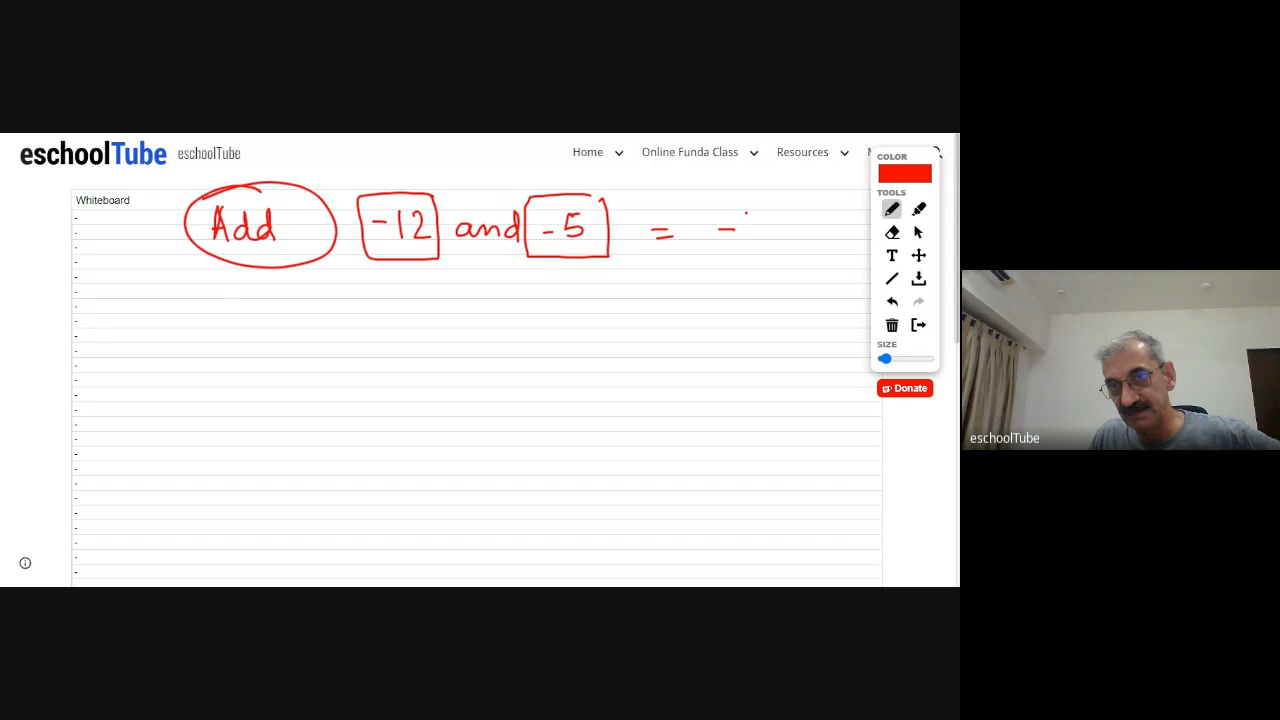 eschoolTube eschoolTube Home Online Funda Class Resources
COLOR
TOOLS
Whiteboard
Add -12 and -5 = -
T
SIZE
Donate
eschoolTube